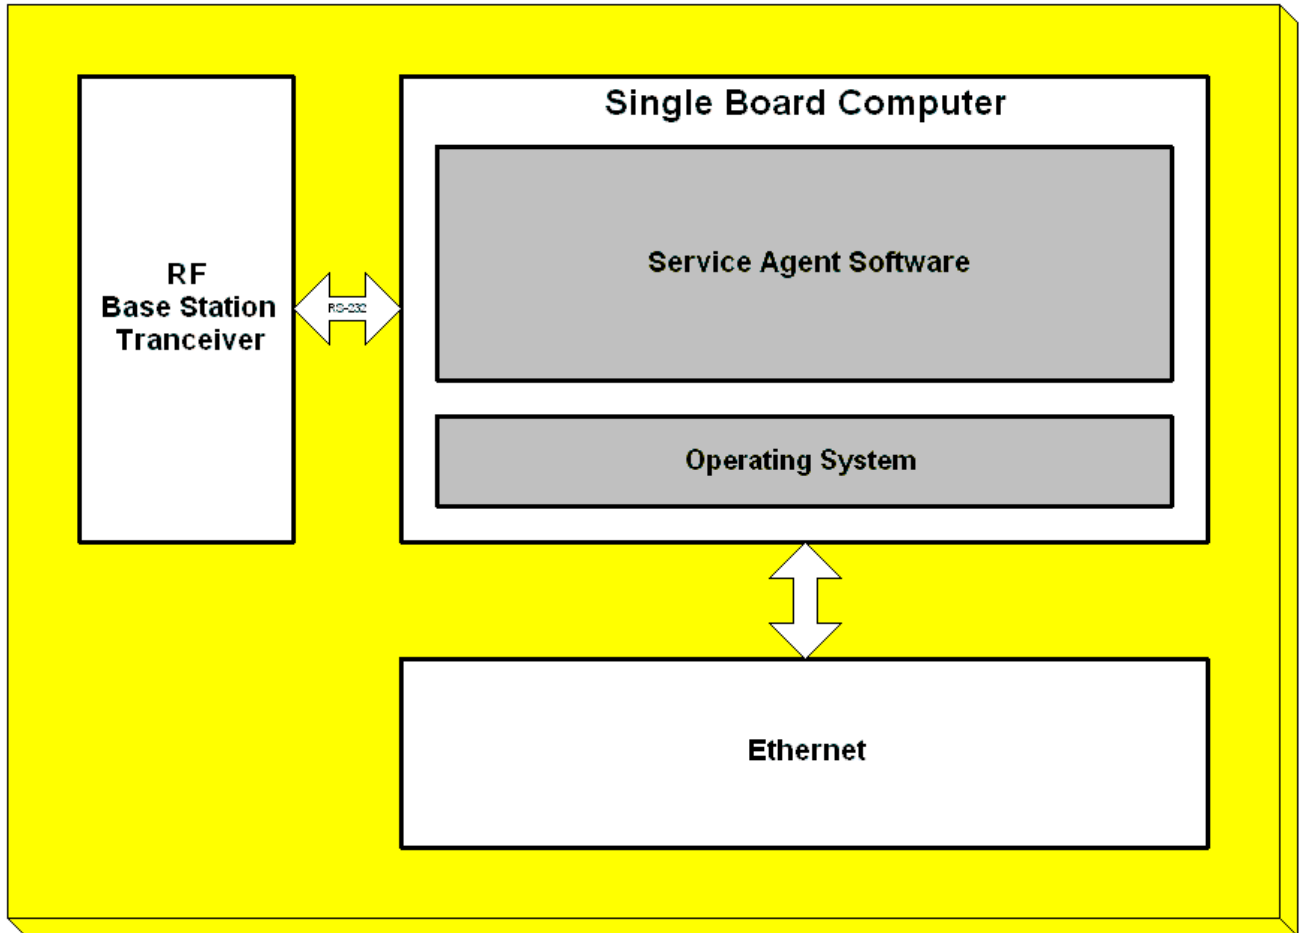 Single Board Computer
Service Agent Software
RF
Base Station
Tranceiver
RS-232
Operating System
Ethernet